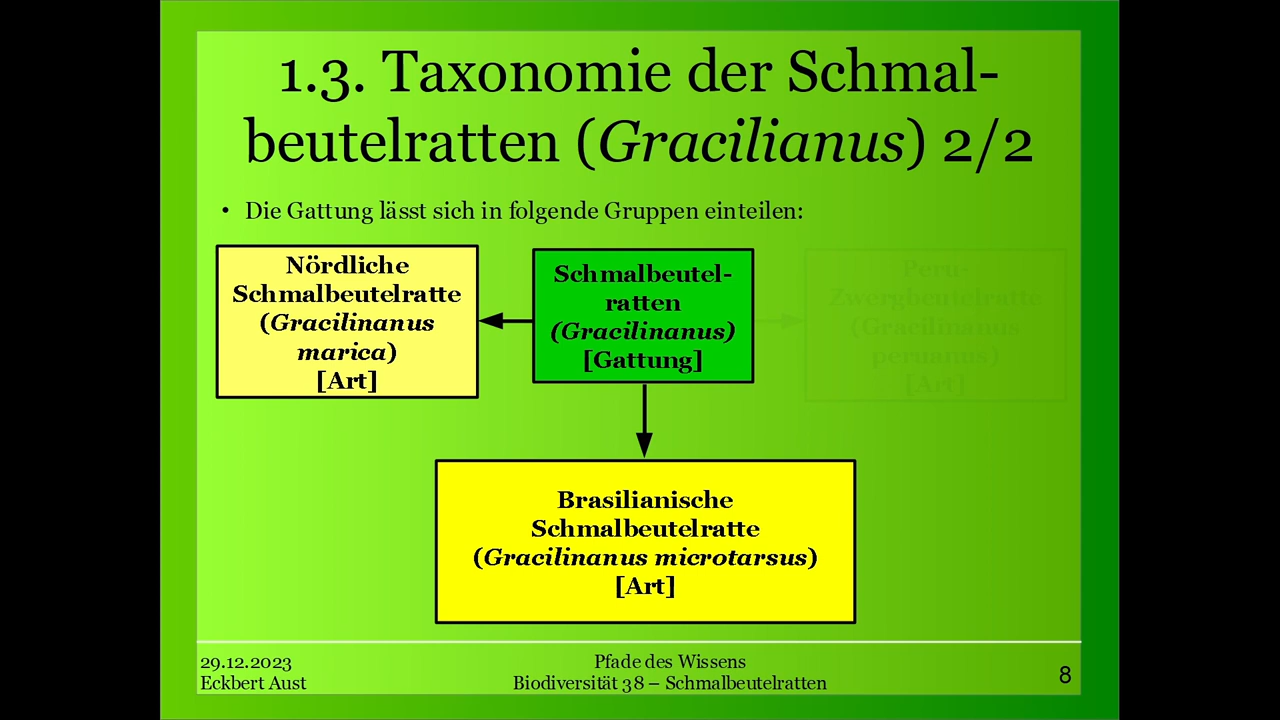 1.3. Taxonomie der Schmal-
beutelratten (Gracilianus) 2/2
• Die Gattung lässt sich in folgende Gruppen einteilen:
Nördliche
Schmalbeutelratte
(Gracilinanus
marica)
[Art]
Schmalbeutel-
ratten
(Gracilinanus)
[Gattung]
Peru-
Zwergbeutelratte
(Gracilinanus
peruanus)
[Art]
Brasilianische
Schmalbeutelratte
(Gracilinanus microtarsus)
[Art]
29.12.2023
Eckbert Aust
Pfade des Wissens
Biodiversität 38 – Schmalbeutelratten
8